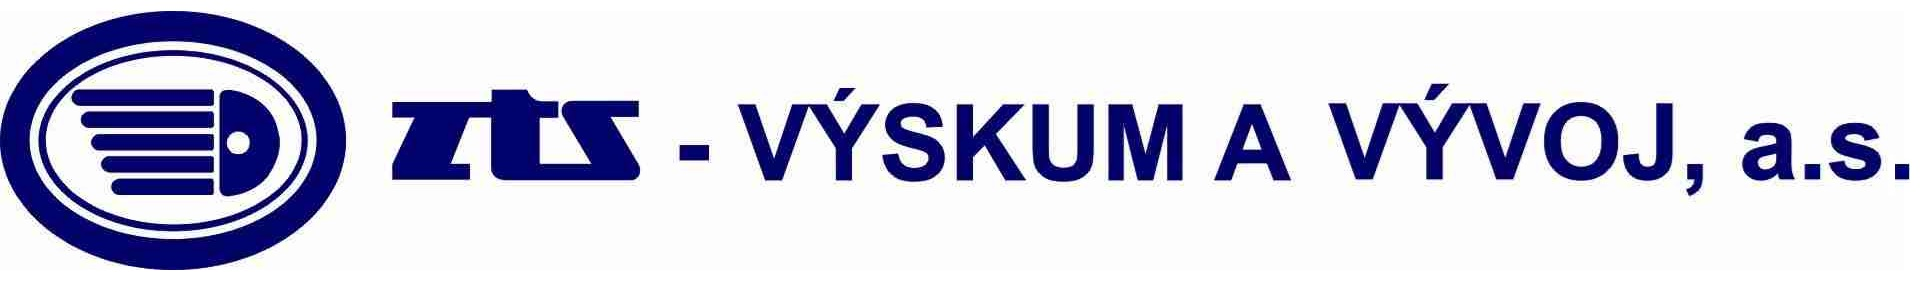 zts - VÝSKUM A VÝVOJ, a.s.